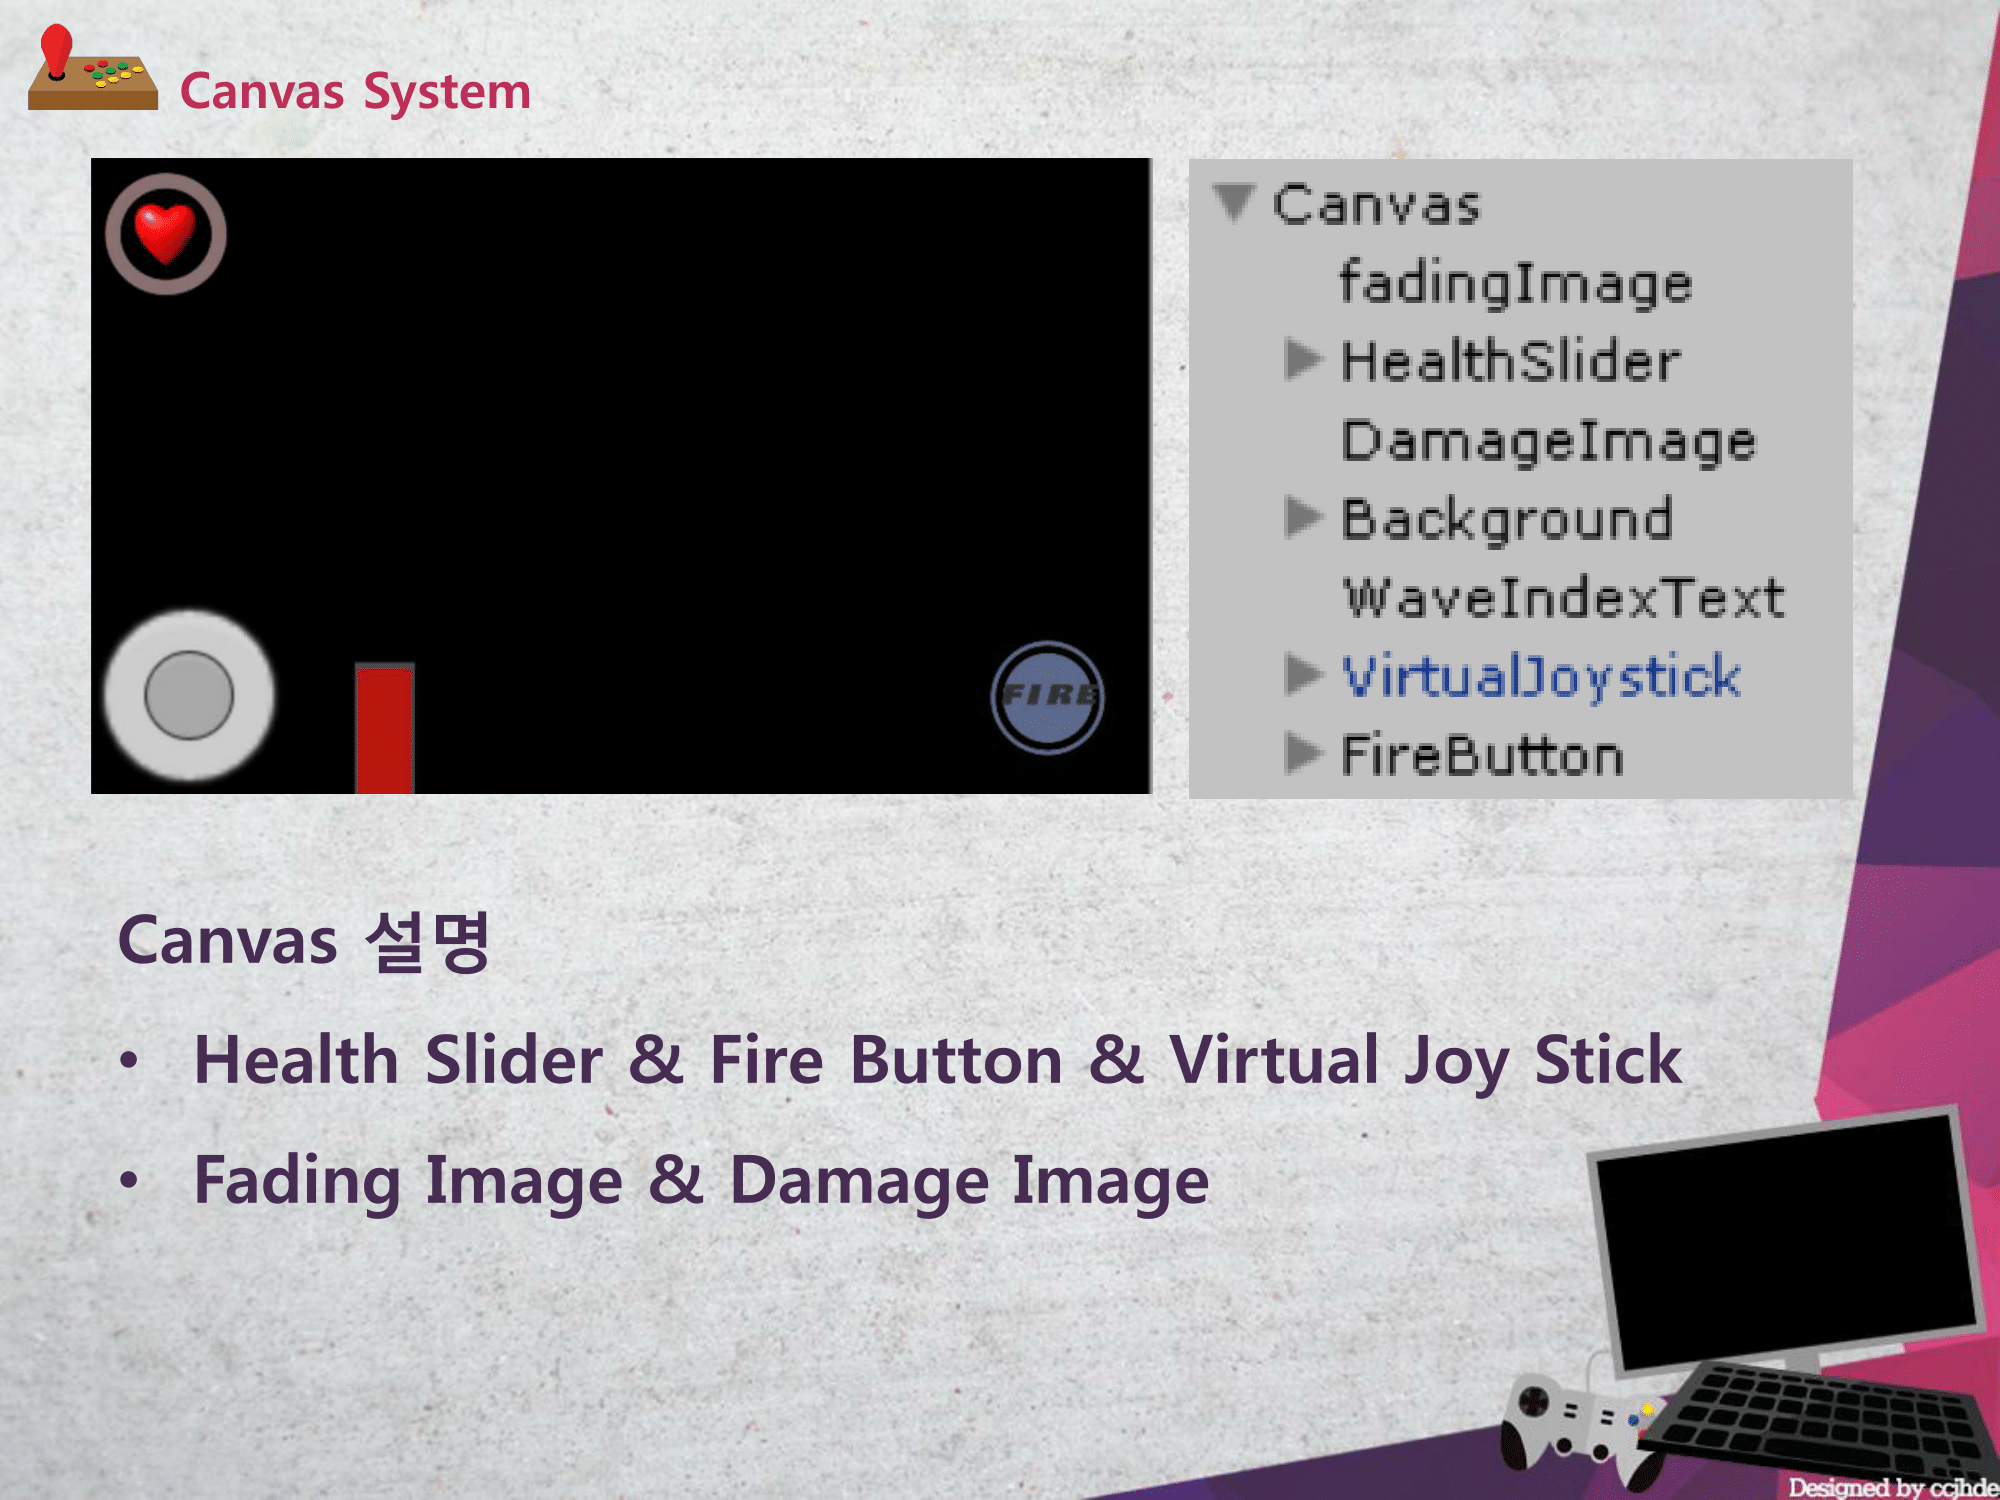 Canvas System
FIRE
Canvas
fadingImage
HealthSlider
DamageImage
Background
WaveIndexText
VirtualJoystick
FireButton
Canvas 설명
• Health Slider & Fire Button & Virtual Joy Stick
• Fading Image & Damage Image
Designed by ccjhde